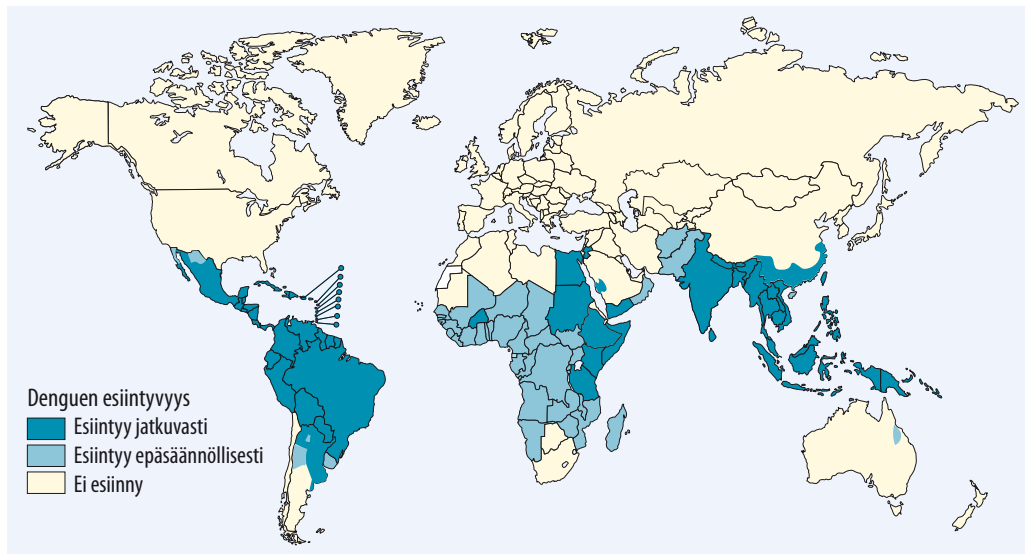 Denguen esiintyvyys
Esiintyy jatkuvasti
Esiintyy epäsäännöllisesti
Ei esiinny